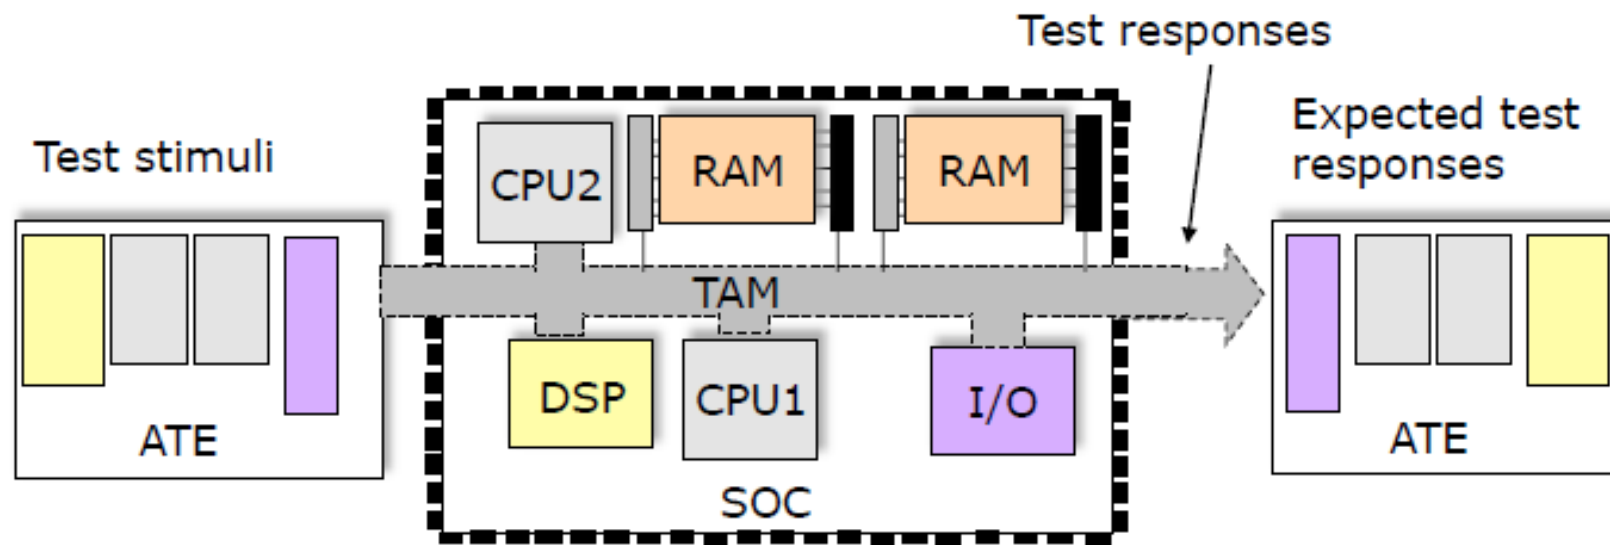 Test responses
Test stimuli
Expected test
responses
CPU2
RAM
RAM
TAM
DSP
CPU1
I/O
ATE
SOC
ATE